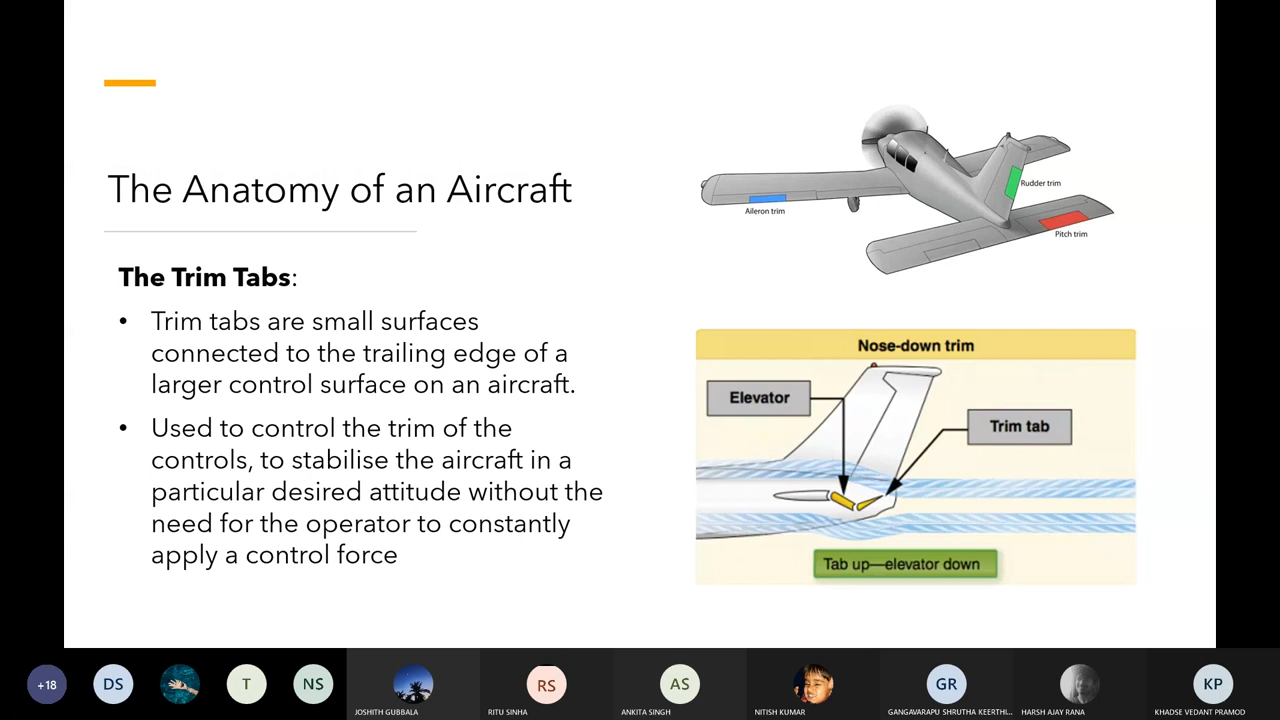 The Anatomy of an Aircraft
The Trim Tabs:
• Trim tabs are small surfaces
connected to the trailing edge of a
larger control surface on an aircraft.
• Used to control the trim of the
controls, to stabilise the aircraft in a
particular desired attitude without the
need for the operator to constantly
apply a control force
Rudder trim
Aileron trim
Pitch trim
Nose-down trim
Elevator
Trim tab
Tab up—elevator down
+18
DS
T
NS
RS
AS
GR
KP
JOSHITH GUBBALA
RITU SINHA
ANKITA SINGH
NITISH KUMAR
GANGAVARAPU SHRUTHA KEERTHI...
HARSH AJAY RANA
KHADSE VEDANT PRAMOD